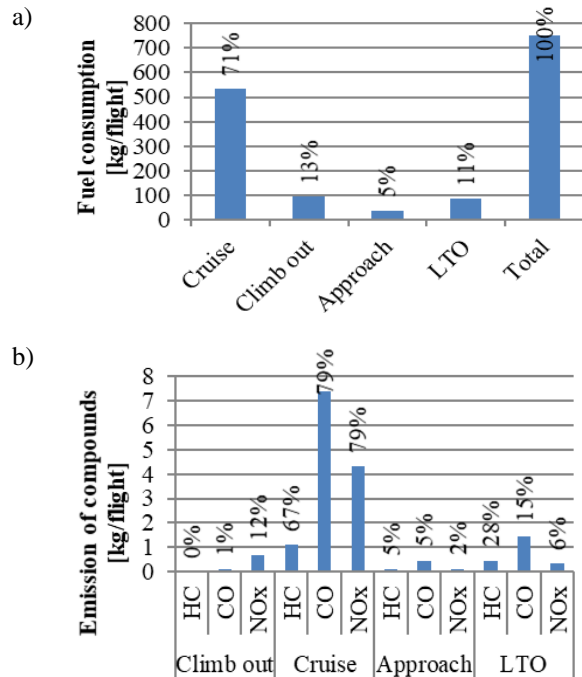 a)
Fuel consumption
[kg/flight]
800
700
600
500
400
300
200
100
0
71%
13%
5%
11%
100%
Cruise
Climb out
Approach
LTO
Total
b)
Emission of compounds
[kg/flight]
8
7
6
5
4
3
2
1
0
0%
1%
12%
67%
79%
79%
5%
5%
2%
28%
15%
6%
HC CO NOx HC CO NOx HC CO NOx HC CO NOx
Climb out Cruise Approach LTO